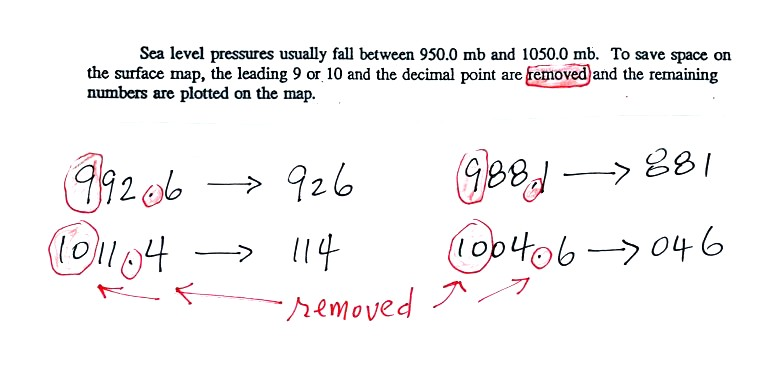 Sea level pressures usually fall between 950.0 mb and 1050.0 mb. To save space on
the surface map, the leading 9 or 10 and the decimal point are removed and the remaining
numbers are plotted on the map.
992.6 → 926
988.1 → 881
1011.4 → 114
1004.6 → 046
removed